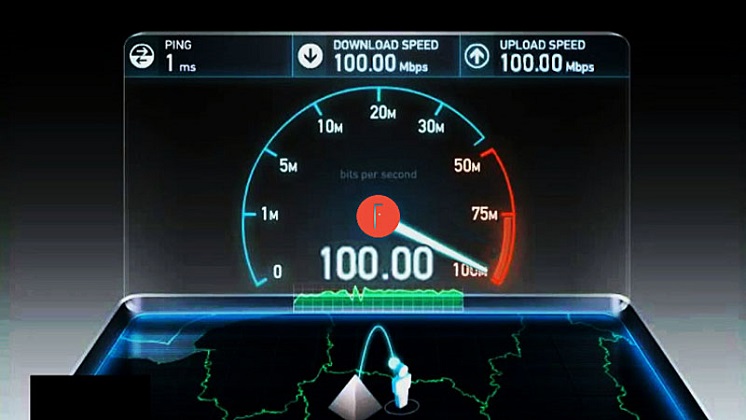 PING
1 ms
DOWNLOAD SPEED
100.00 Mbps
UPLOAD SPEED
100.00 Mbps
20M
10M
30M
5M
50M
bits per second
1M
75M
0
100.00
100M